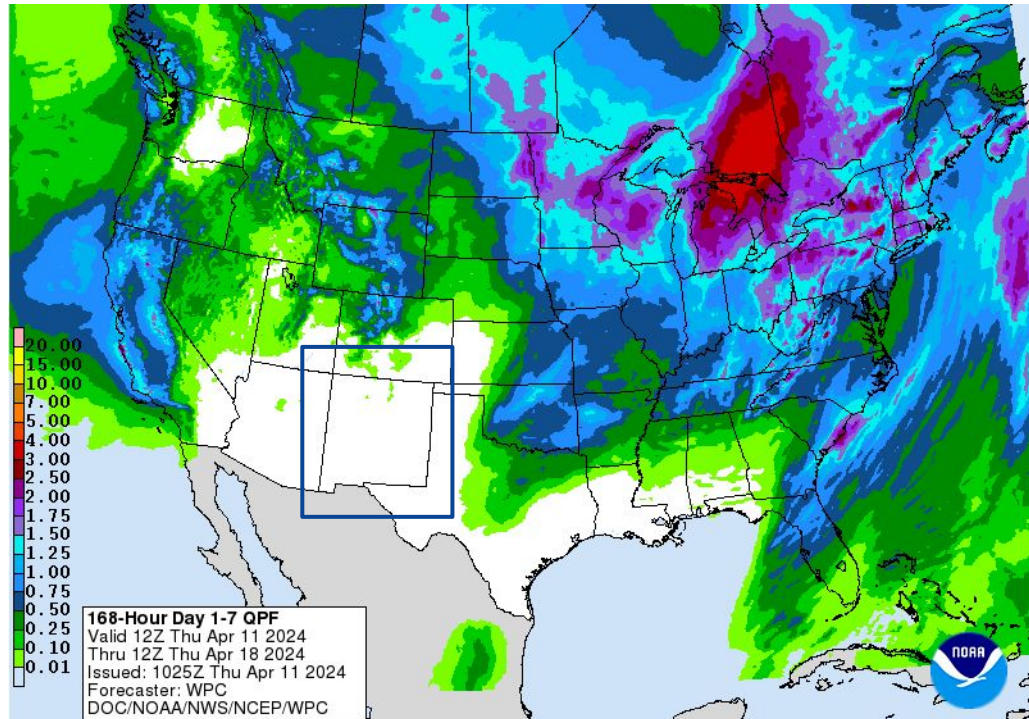 20.00
15.00
10.00
7.00
5.00
4.00
3.00
2.50
2.00
1.75
1.50
1.25
1.00
0.75
0.50
0.25
0.10
0.01
168-Hour Day 1-7 QPF
Valid 12Z Thu Apr 11 2024
Thru 12Z Thu Apr 18 2024
Issued: 1025Z Thu Apr 11 2024
Forecaster: WPC
DOC/NOAA/NWS/NCEP/WPC
NOAA